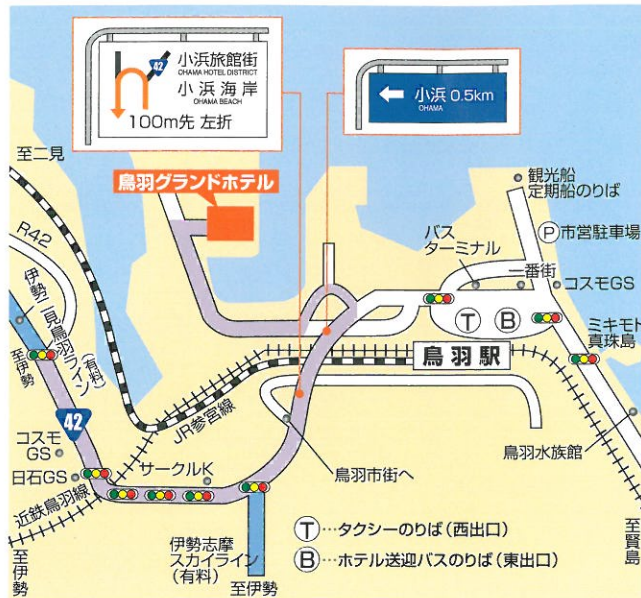 42
小浜旅館街
OHAMA HOTEL DISTRICT
小浜海岸
OHAMA BEACH
100m先 左折
小浜 0.5km
OHAMA
至二見
鳥羽グランドホテル
観光船
定期船のりば
P 市営駐車場
バス
ターミナル
一番街
コスモGS
R42
伊勢二見鳥羽ライン
(有料)
至伊勢
T B
ミキモト
真珠島
鳥羽駅
JR参宮線
42
コスモ
GS
日石GS
サークルK
鳥羽市街へ
鳥羽水族館
近鉄鳥羽線
至伊勢
伊勢志摩
スカイライン
(有料)
至伊勢
至賢島
T…タクシーのりば(西出口)
B…ホテル送迎バスのりば(東出口)